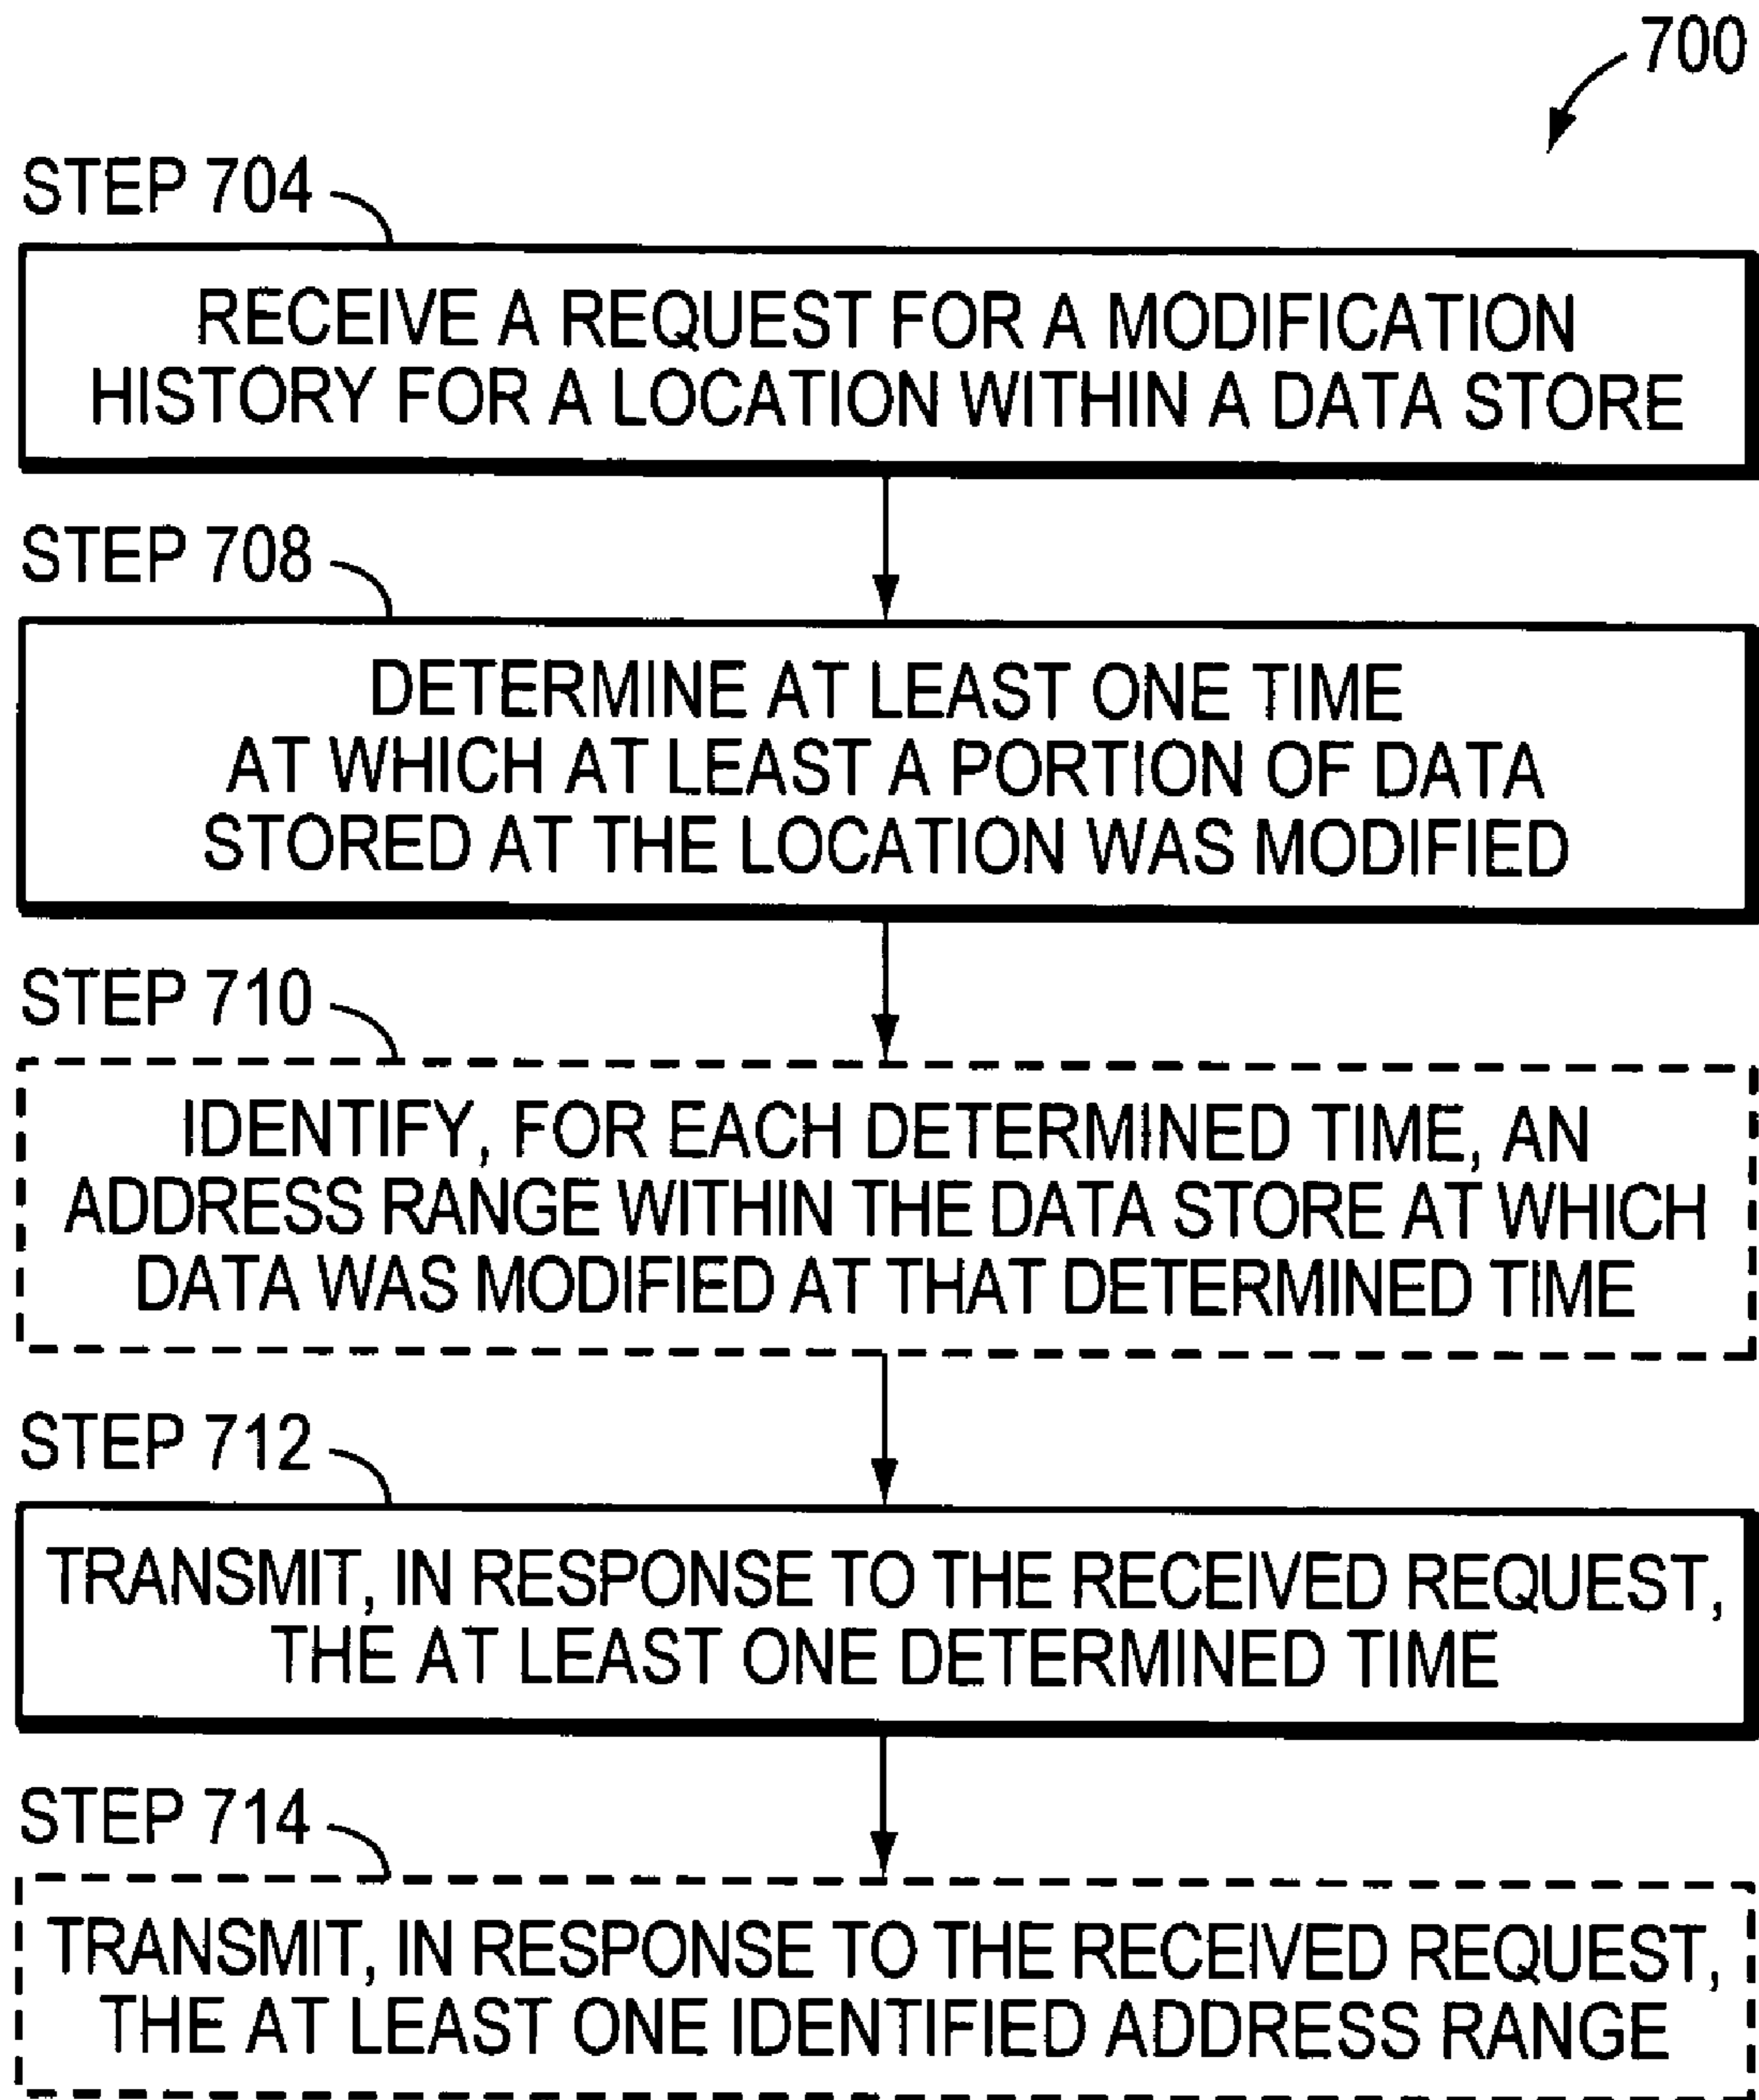 700
STEP 704
RECEIVE A REQUEST FOR A MODIFICATION
HISTORY FOR A LOCATION WITHIN A DATA STORE
STEP 708
DETERMINE AT LEAST ONE TIME
AT WHICH AT LEAST A PORTION OF DATA
STORED AT THE LOCATION WAS MODIFIED
STEP 710
IDENTIFY, FOR EACH DETERMINED TIME, AN
ADDRESS RANGE WITHIN THE DATA STORE AT WHICH
DATA WAS MODIFIED AT THAT DETERMINED TIME
STEP 712
TRANSMIT, IN RESPONSE TO THE RECEIVED REQUEST,
THE AT LEAST ONE DETERMINED TIME
STEP 714
TRANSMIT, IN RESPONSE TO THE RECEIVED REQUEST,
THE AT LEAST ONE IDENTIFIED ADDRESS RANGE